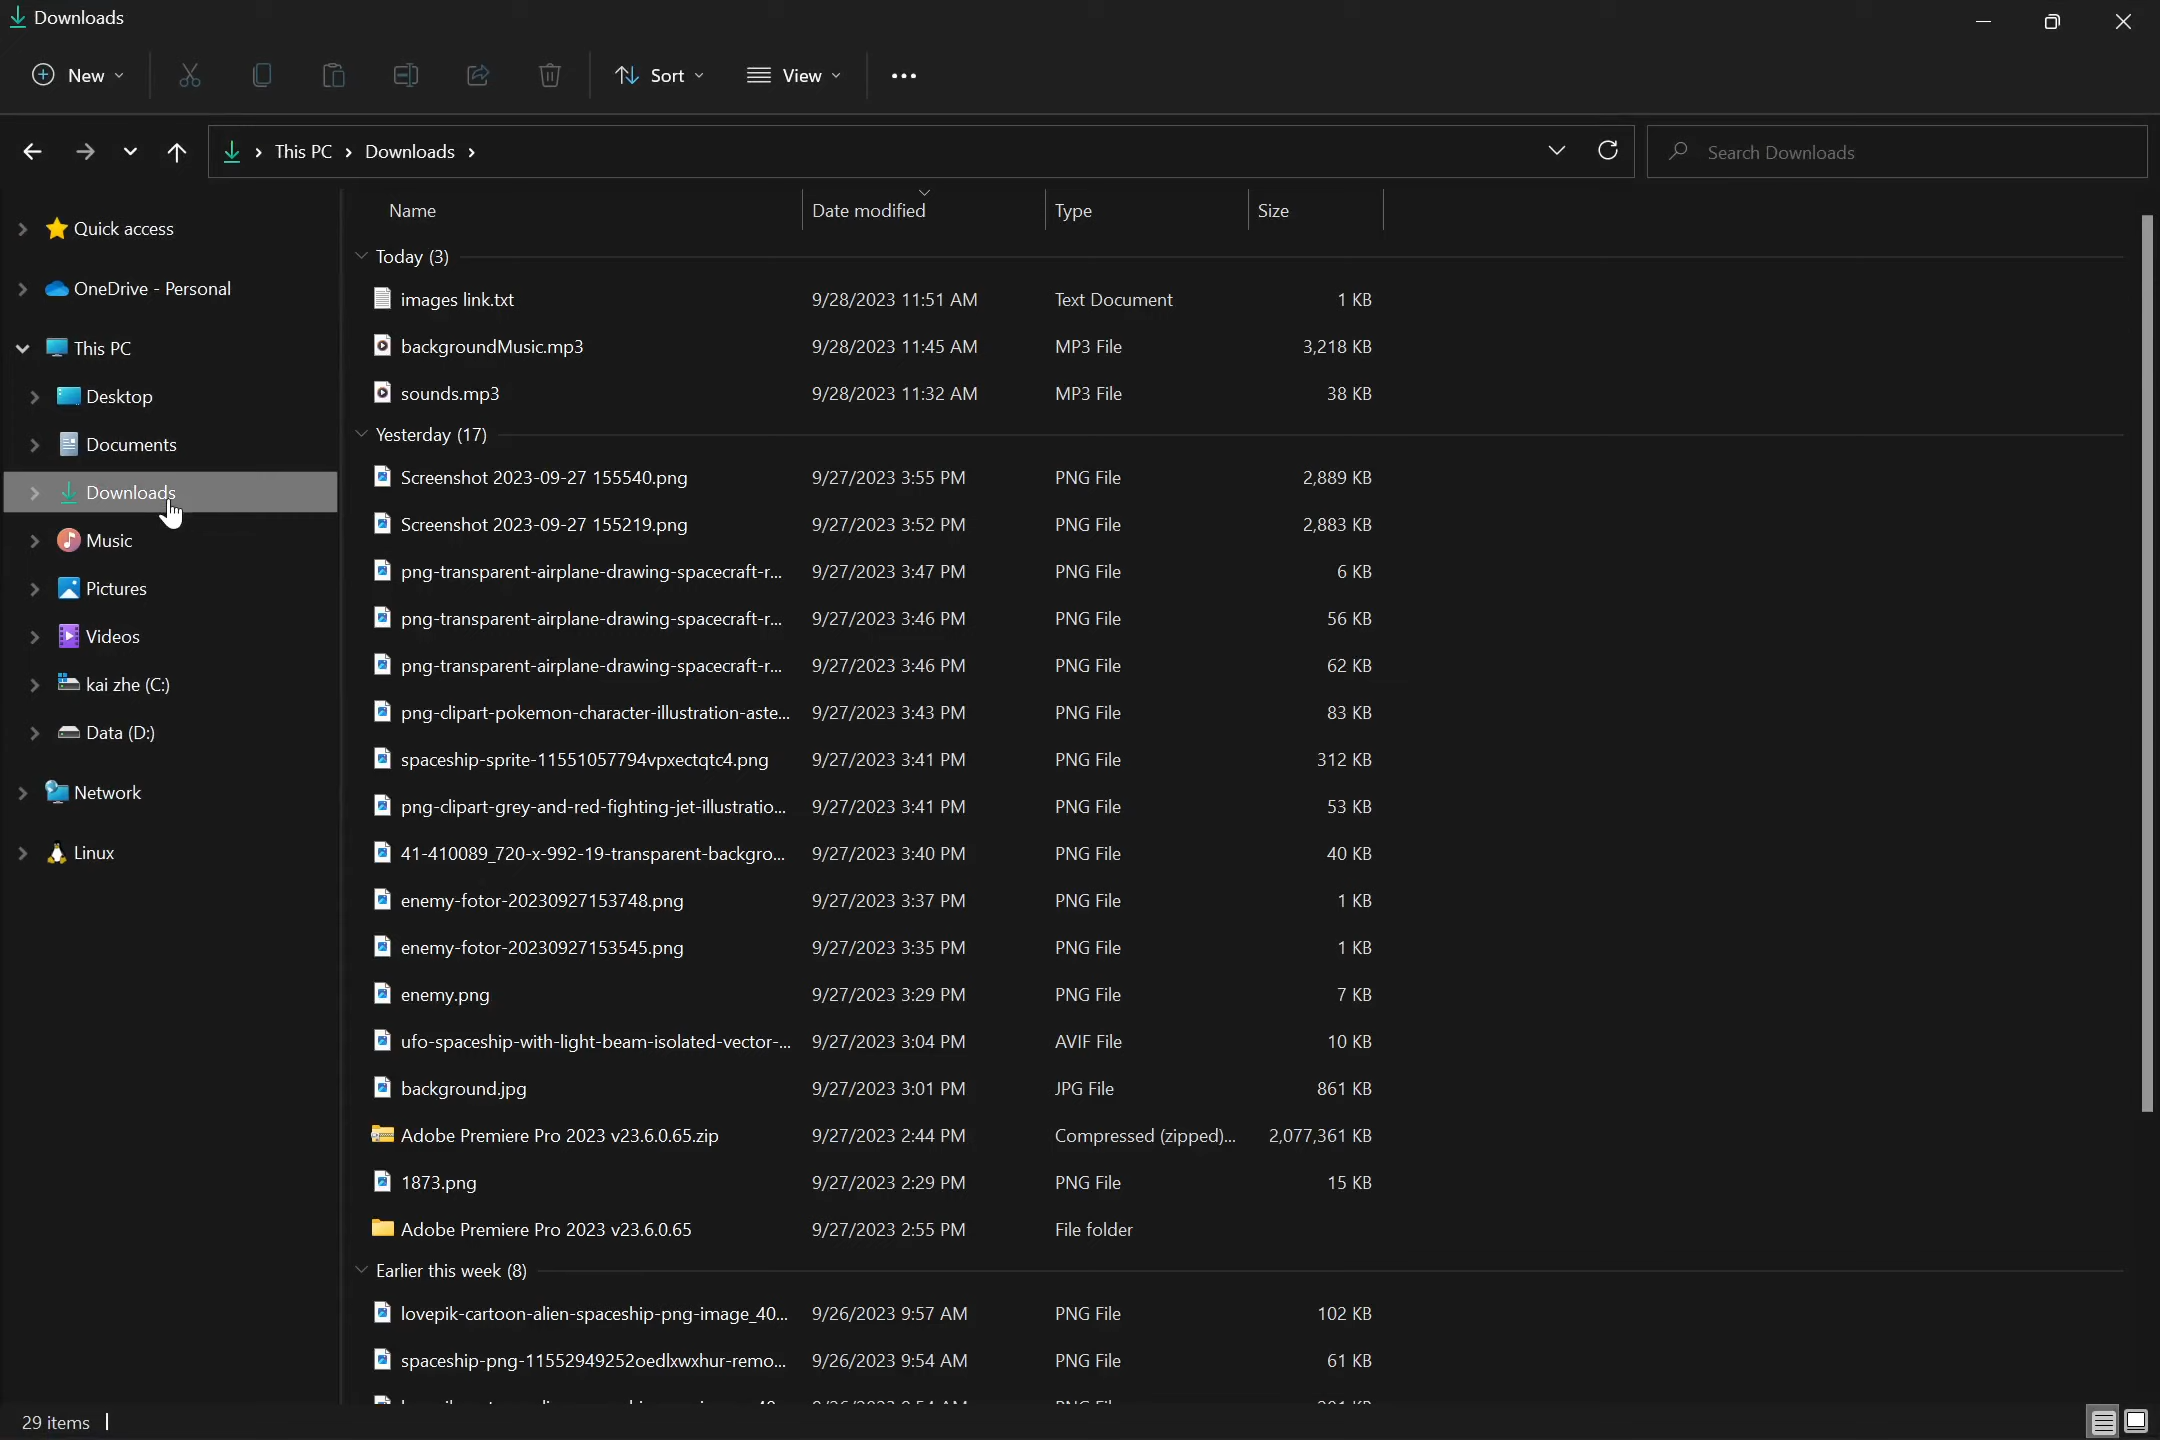 Downloads
New Sort View
This PC Downloads Search Downloads
Quick access
OneDrive - Personal
This PC
Desktop
Documents
Downloads
Music
Pictures
Videos
kai zhe (C:)
Data (D:)
Network
Linux
Name Date modified Type Size
Today (3)
images link.txt 9/28/2023 11:51 AM Text Document 1 KB
backgroundMusic.mp3 9/28/2023 11:45 AM MP3 File 3,218 KB
sounds.mp3 9/28/2023 11:32 AM MP3 File 38 KB
Yesterday (17)
Screenshot 2023-09-27 155540.png 9/27/2023 3:55 PM PNG File 2,889 KB
Screenshot 2023-09-27 155219.png 9/27/2023 3:52 PM PNG File 2,883 KB
png-transparent-airplane-drawing-spacecraft-r... 9/27/2023 3:47 PM PNG File 6 KB
png-transparent-airplane-drawing-spacecraft-r... 9/27/2023 3:46 PM PNG File 56 KB
png-transparent-airplane-drawing-spacecraft-r... 9/27/2023 3:46 PM PNG File 62 KB
png-clipart-pokemon-character-illustration-aste... 9/27/2023 3:43 PM PNG File 83 KB
spaceship-sprite-11551057794vpxectqtc4.png 9/27/2023 3:41 PM PNG File 312 KB
png-clipart-grey-and-red-fighting-jet-illustratio... 9/27/2023 3:41 PM PNG File 53 KB
41-410089_720-x-992-19-transparent-backgro... 9/27/2023 3:40 PM PNG File 40 KB
enemy-fotor-20230927153748.png 9/27/2023 3:37 PM PNG File 1 KB
enemy-fotor-20230927153545.png 9/27/2023 3:35 PM PNG File 1 KB
enemy.png 9/27/2023 3:29 PM PNG File 7 KB
ufo-spaceship-with-light-beam-isolated-vector-... 9/27/2023 3:04 PM AVIF File 10 KB
background.jpg 9/27/2023 3:01 PM JPG File 861 KB
Adobe Premiere Pro 2023 v23.6.0.65.zip 9/27/2023 2:44 PM Compressed (zipped)... 2,077,361 KB
1873.png 9/27/2023 2:29 PM PNG File 15 KB
Adobe Premiere Pro 2023 v23.6.0.65 9/27/2023 2:55 PM File folder
Earlier this week (8)
lovepik-cartoon-alien-spaceship-png-image_40... 9/26/2023 9:57 AM PNG File 102 KB
spaceship-png-11552949252oedlxwxhur-remo... 9/26/2023 9:54 AM PNG File 61 KB
29 items